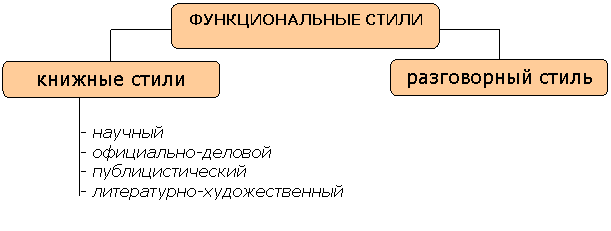 ФУНКЦИОНАЛЬНЫЕ СТИЛИ
книжные стили
разговорный стиль
- научный
- официально-деловой
- публицистический
- литературно-художественный